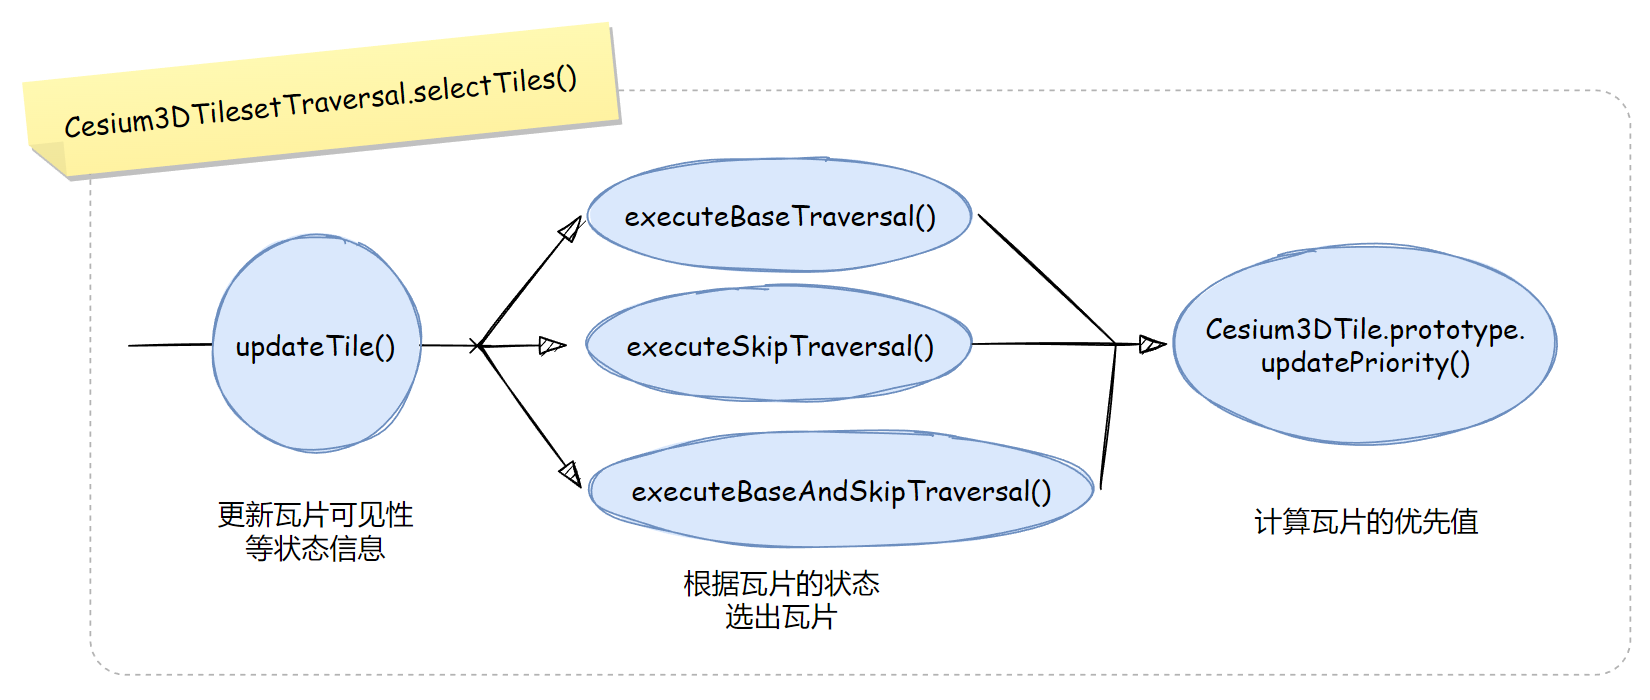 Cesium3DTilesetTraversal.selectTiles()
updateTile()
更新瓦片可见性
等状态信息
executeBaseTraversal()
executeSkipTraversal()
executeBaseAndSkipTraversal()
根据瓦片的状态
选出瓦片
Cesium3DTile.prototype.
updatePriority()
计算瓦片的优先值